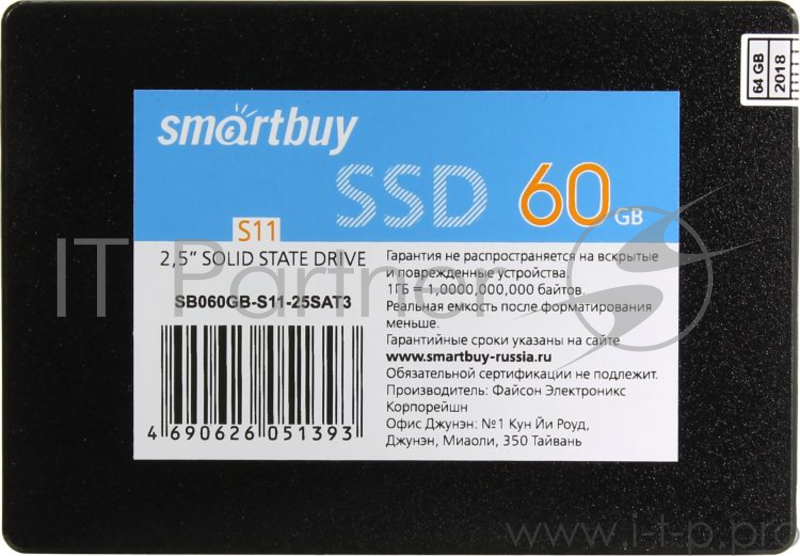 64 GB
2018
smartbuy
SSD 60 GB
S11
2,5” SOLID STATE DRIVE
SB060GB-S11-25SAT3
4 690626 051393
Гарантия не распространяется на вскрытые
и поврежденные устройства.
1ГБ = 1,0000,000,000 байтов.
Реальная емкость после форматирования
меньше.
Гарантийные сроки указаны на сайте
www.smartbuy-russia.ru
Обязательной сертификации не подлежит.
Производитель: Файсон Электроникс
Корпорейшн
Офис Джунэн: №1 Кун Йи Роуд,
Джунэн, Миаоли, 350 Тайвань
IT Partner
www.i-t-p.pro